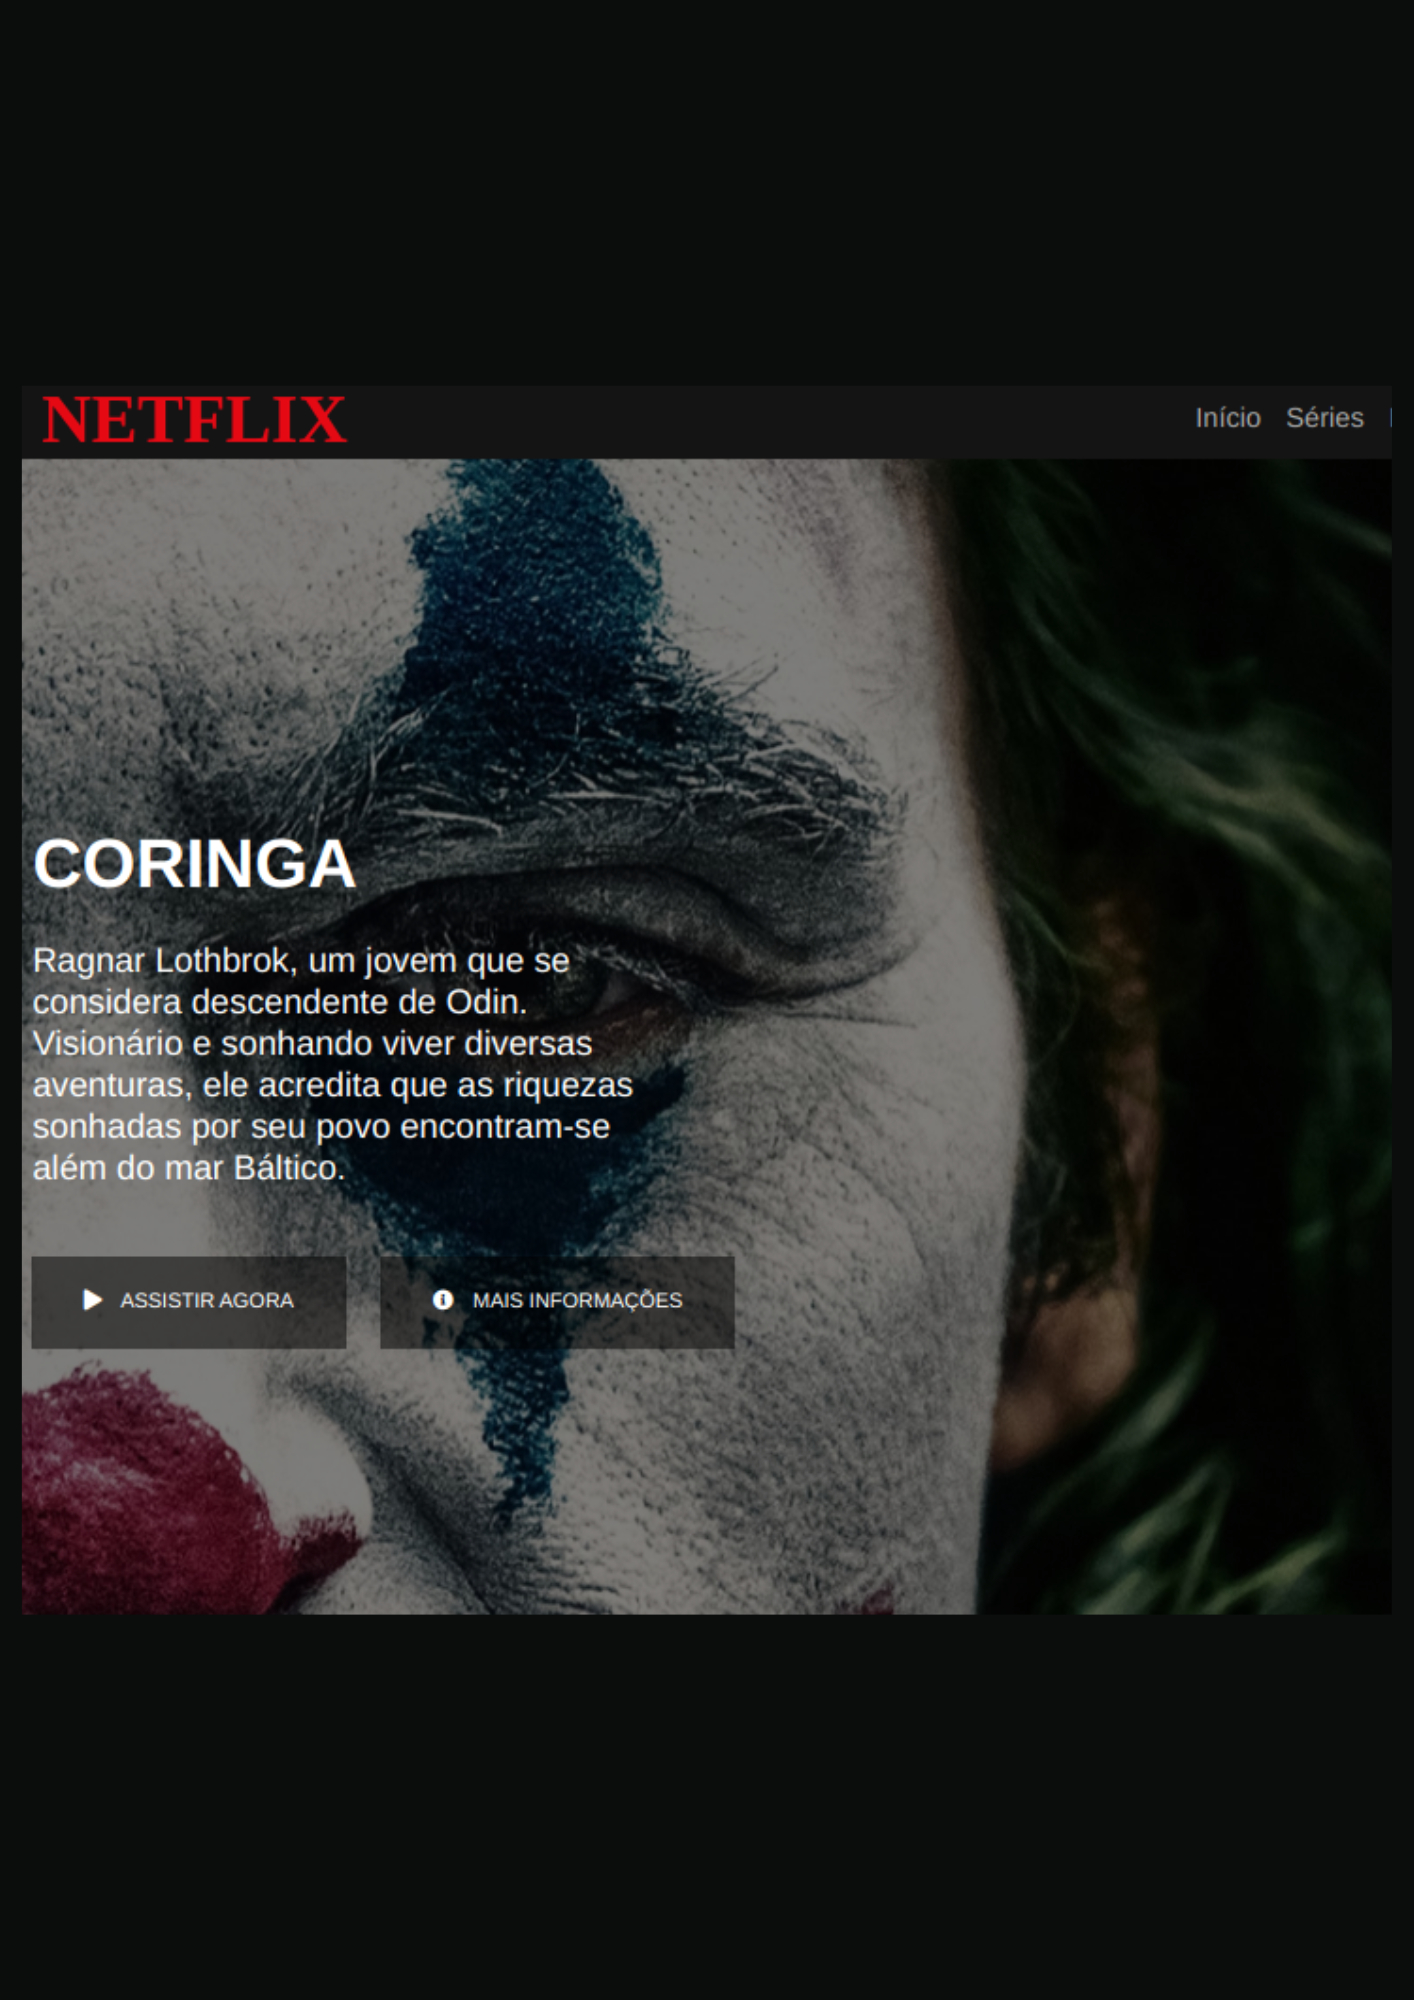 NETFLIX
Início Séries
CORINGA
Ragnar Lothbrok, um jovem que se
considera descendente de Odin.
Visionário e sonhando viver diversas
aventuras, ele acredita que as riquezas
sonhadas por seu povo encontram-se
além do mar Báltico.
ASSISTIR AGORA MAIS INFORMAÇÕES